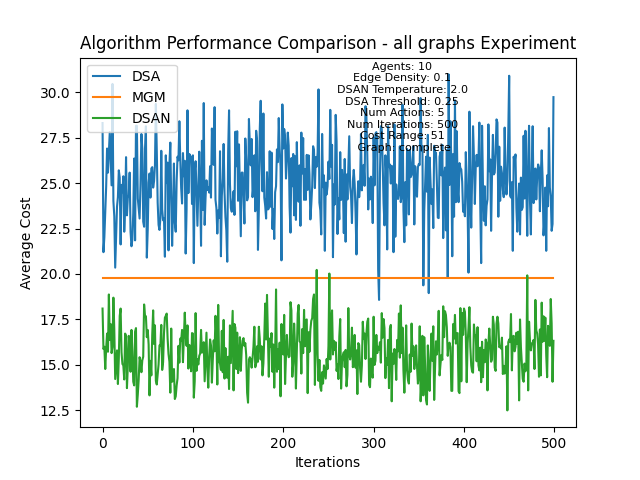 Algorithm Performance Comparison - all graphs Experiment
DSA
MGM
DSAN
Agents: 10
Edge Density: 0.1
DSAN Temperature: 2.0
DSA Threshold: 0.25
Num Actions: 5
Num Iterations: 500
Cost Range: 51
Graph: complete
Average Cost
30.0
27.5
25.0
22.5
20.0
17.5
15.0
12.5
0
100
200
300
400
500
Iterations